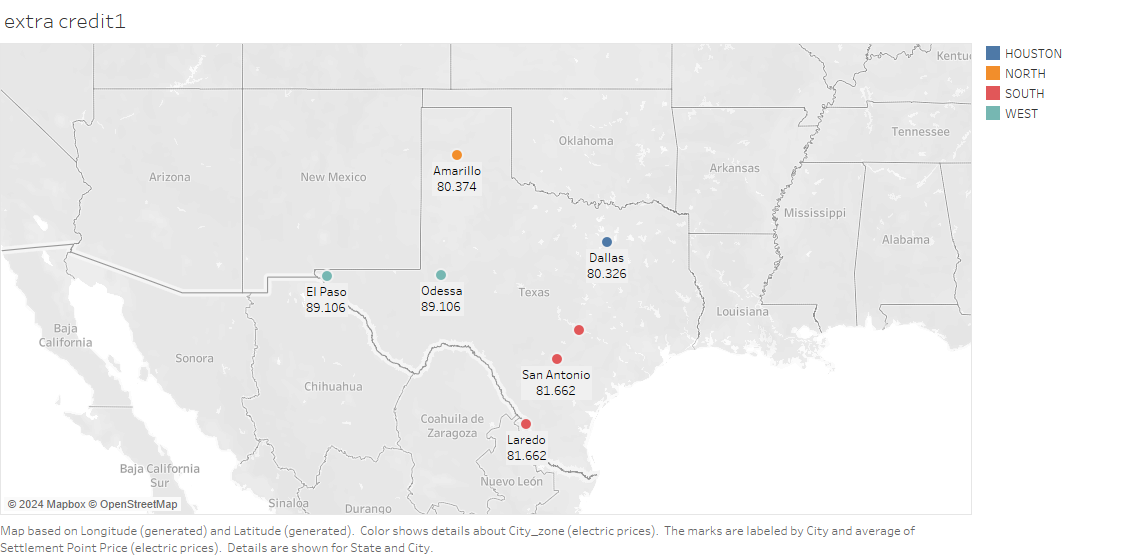 extra credit1
HOUSTON
NORTH
SOUTH
WEST
Kentu
Tennessee
Oklahoma
Arkansas
Amarillo
80.374
Arizona
New Mexico
Mississippi
Alabama
Dallas
80.326
El Paso
89.106
Odessa
89.106
Texas
Louisiana
Baja
California
Sonora
Chihuahua
San Antonio
81.662
Coahuila de
Zaragoza
Laredo
81.662
Baja California
Sur
Nuevo León
Sinaloa
Durango
© 2024 Mapbox © OpenStreetMap
Map based on Longitude (generated) and Latitude (generated).  Color shows details about City_zone (electric prices).  The marks are labeled by City and average of
Settlement Point Price (electric prices).  Details are shown for State and City.